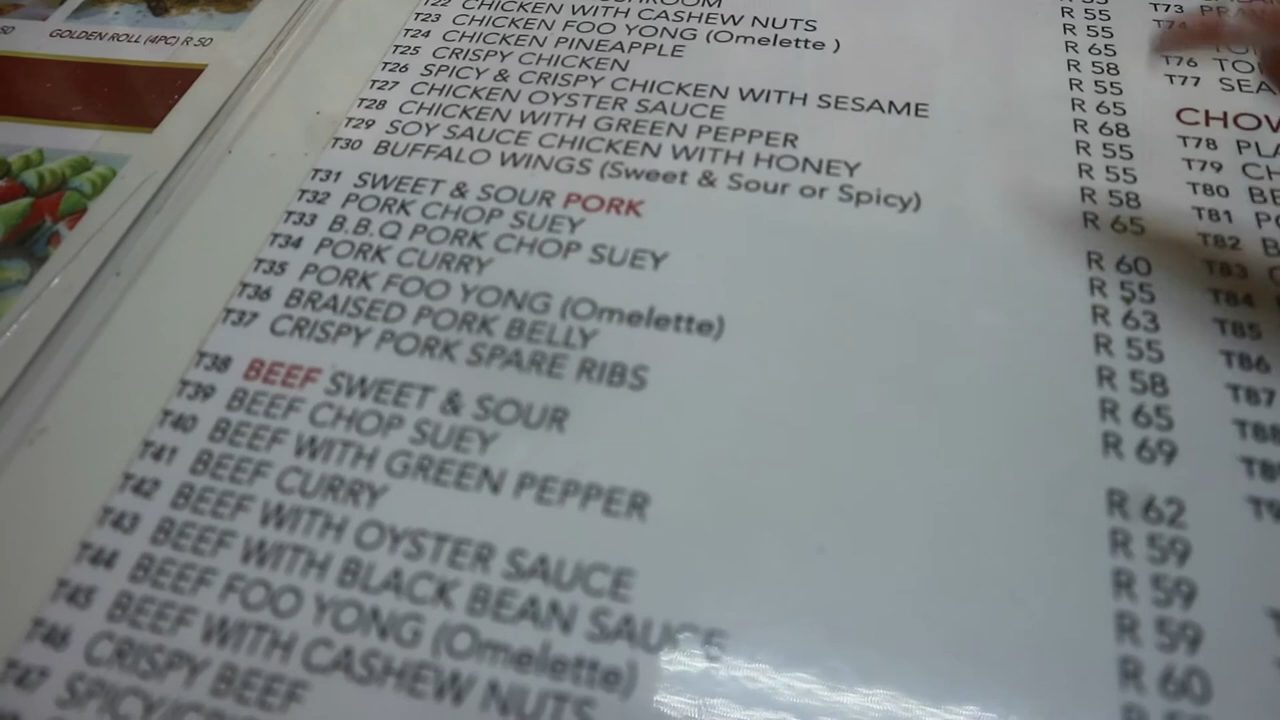 GOLDEN ROLL (4PC) R 50
T22 CHICKEN WITH CASHEW NUTS
T23 CHICKEN FOO YONG (Omelette )
T24 CHICKEN PINEAPPLE
T25 CRISPY CHICKEN
T26 SPICY & CRISPY CHICKEN WITH SESAME
T27 CHICKEN OYSTER SAUCE
T28 CHICKEN WITH GREEN PEPPER
T29 SOY SAUCE CHICKEN WITH HONEY
T30 BUFFALO WINGS (Sweet & Sour or Spicy)
T31 SWEET & SOUR PORK
T32 PORK CHOP SUEY
T33 B.B.Q PORK CHOP SUEY
T34 PORK CURRY
T35 PORK FOO YONG (Omelette)
T36 BRAISED PORK BELLY
T37 CRISPY PORK SPARE RIBS
T38 BEEF SWEET & SOUR
T39 BEEF CHOP SUEY
T40 BEEF WITH GREEN PEPPER
T41 BEEF CURRY
T42 BEEF WITH OYSTER SAUCE
T43 BEEF WITH BLACK BEAN SAUCE
T44 BEEF FOO YONG (Omelette)
T45 BEEF WITH CASHEW NUTS
T46 CRISPY BEEF
T47 SPICY
R 55
R 55
R 65
R 58
R 55
R 65
R 68
R 55
R 55
R 58
R 65
R 60
R 55
R 63
R 55
R 58
R 65
R 69
R 62
R 59
R 59
R 59
R 60
T73
T74
T76
T77
T78
T79
T80
T81
T82
T83
T84
T85
T86
T87
T88